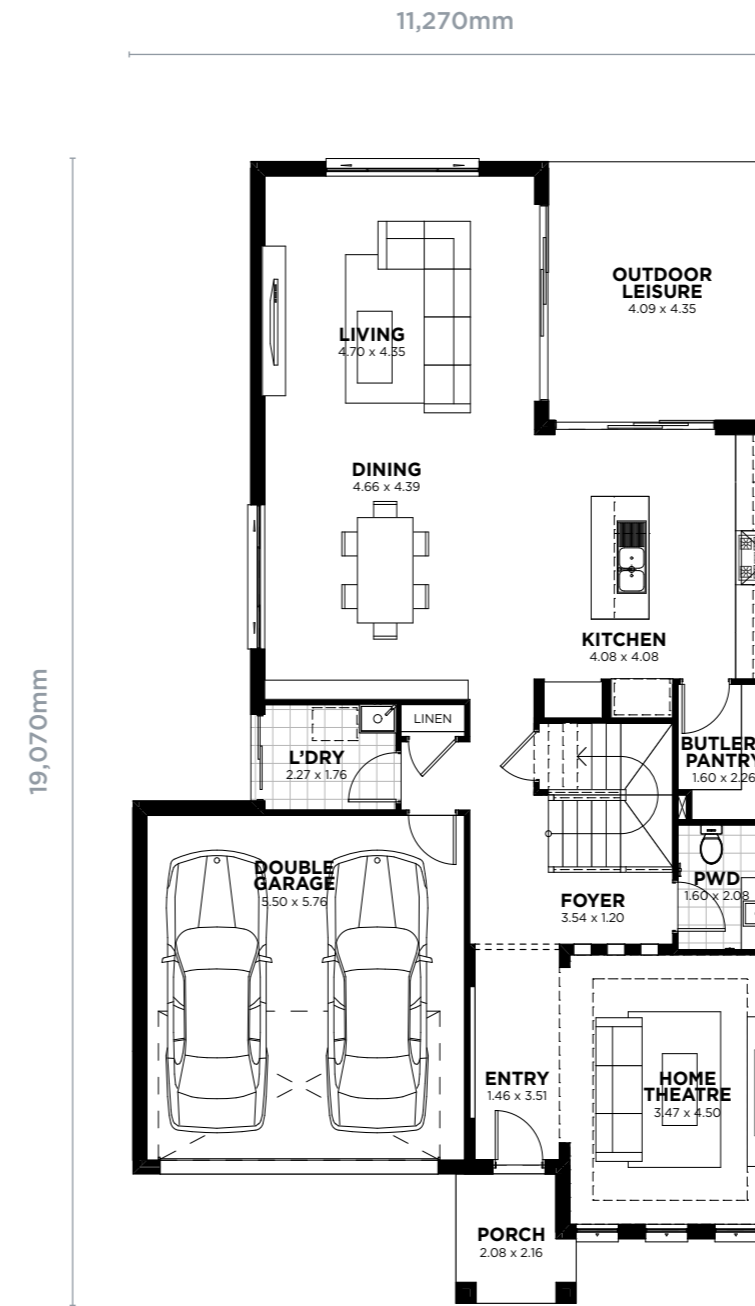 11,270mm
19,070mm
OUTDOOR
LEISURE
4.09 x 4.35
LIVING
4.70 x 4.35
DINING
4.66 x 4.39
KITCHEN
4.08 x 4.08
LINEN
L'DRY
2.27 x 1.76
BUTLER
PANTRY
1.60 x 2.26
DOUBLE
GARAGE
5.50 x 5.76
PWD
1.60 x 2.08
FOYER
3.54 x 1.20
ENTRY
1.46 x 3.51
HOME
THEATRE
3.47 x 4.50
PORCH
2.08 x 2.16